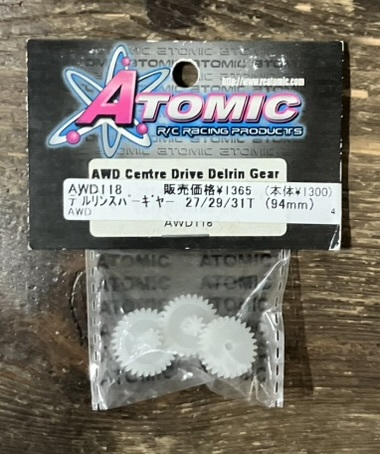 http://www.rcatomic.com
ATOMIC
R/C RACING PRODUCTS
AWD Centre Drive Delrin Gear
AWD118 販売価格¥1365 (本体¥1300)
デルリンスパーギヤー 27/29/31T (94mm)
AWD 4
AWD118
ATOMIC
ATOMIC